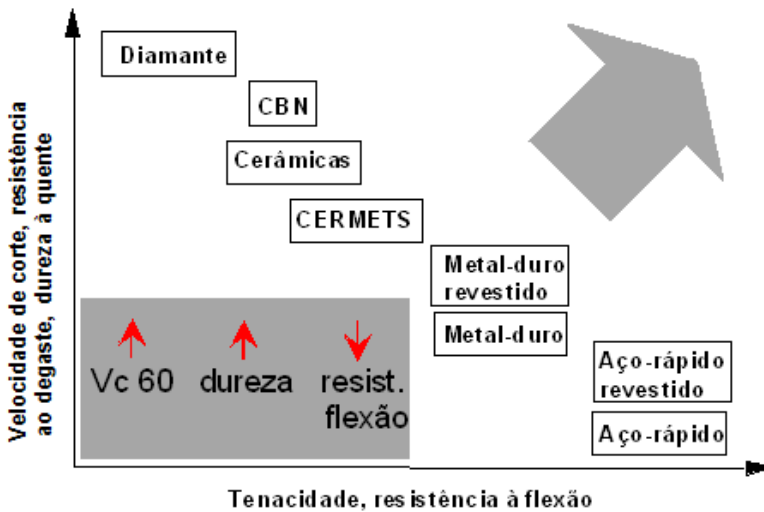 Velocidade de corte, resistência
ao degaste, dureza à quente
Diamante
CBN
Cerâmicas
CERMETS
Metal-duro
revestido
Metal-duro
Aço-rápido
revestido
Aço-rápido
Vc 60 dureza resist.
flexão
Tenacidade, resistência à flexão